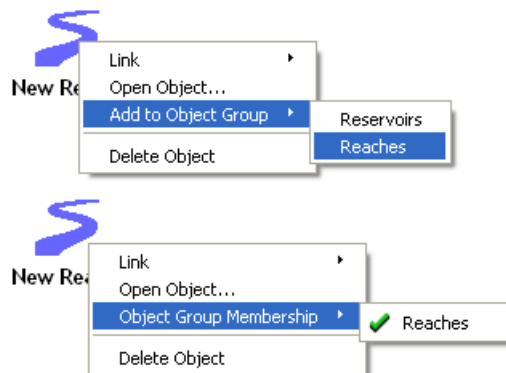 Link
New Re
Open Object...
Add to Object Group
Reservoirs
Reaches
Delete Object
Link
New Rea
Open Object...
Object Group Membership
Reaches
Delete Object